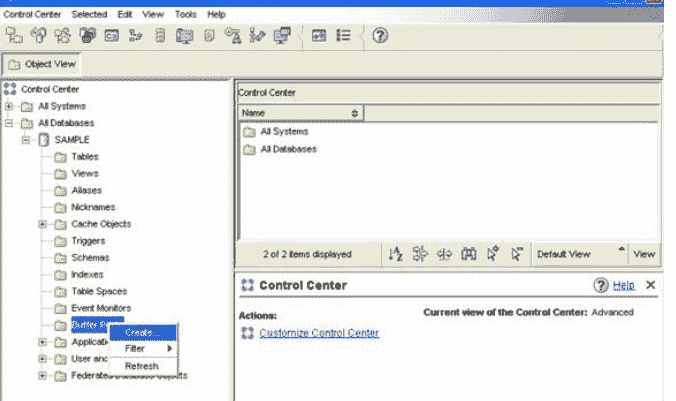 Control Center Selected Edit View Tools Help
Object View
Control Center
All Systems
All Databases
SAMPLE
Tables
Views
Aliases
Nicknames
Cache Objects
Triggers
Schemas
Indexes
Table Spaces
Event Monitors
Buffer
Create...
Filter
Refresh
User and
Federated Database Objects
Control Center
Name
All Systems
All Databases
2 of 2 items displayed Default View View
Control Center Help
Actions: Current view of the Control Center: Advanced
Customize Control Center